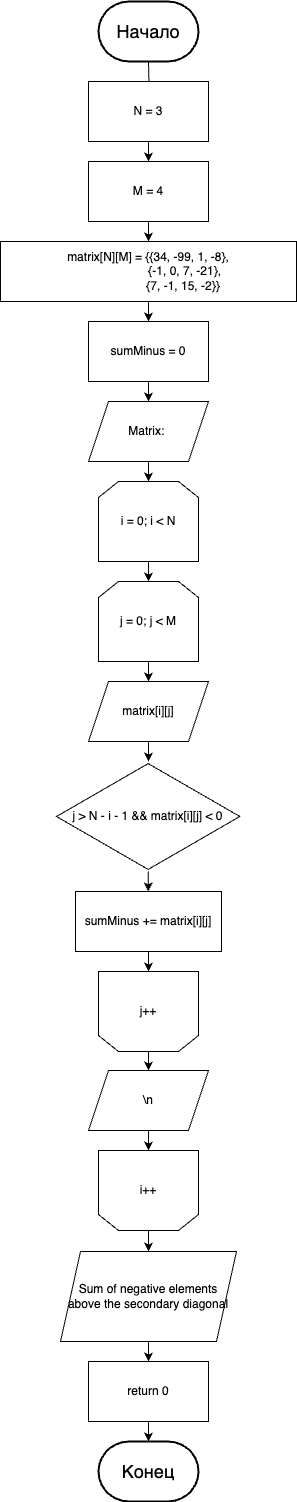 Начало
N = 3
M = 4
matrix[N][M] = {{34, -99, 1, -8},
{-1, 0, 7, -21},
{7, -1, 15, -2}}
sumMinus = 0
Matrix:
i = 0; i < N
j = 0; j < M
matrix[i][j]
j > N - i - 1 && matrix[i][j] < 0
sumMinus += matrix[i][j]
j++
\n
i++
Sum of negative elements
above the secondary diagonal
return 0
Конец